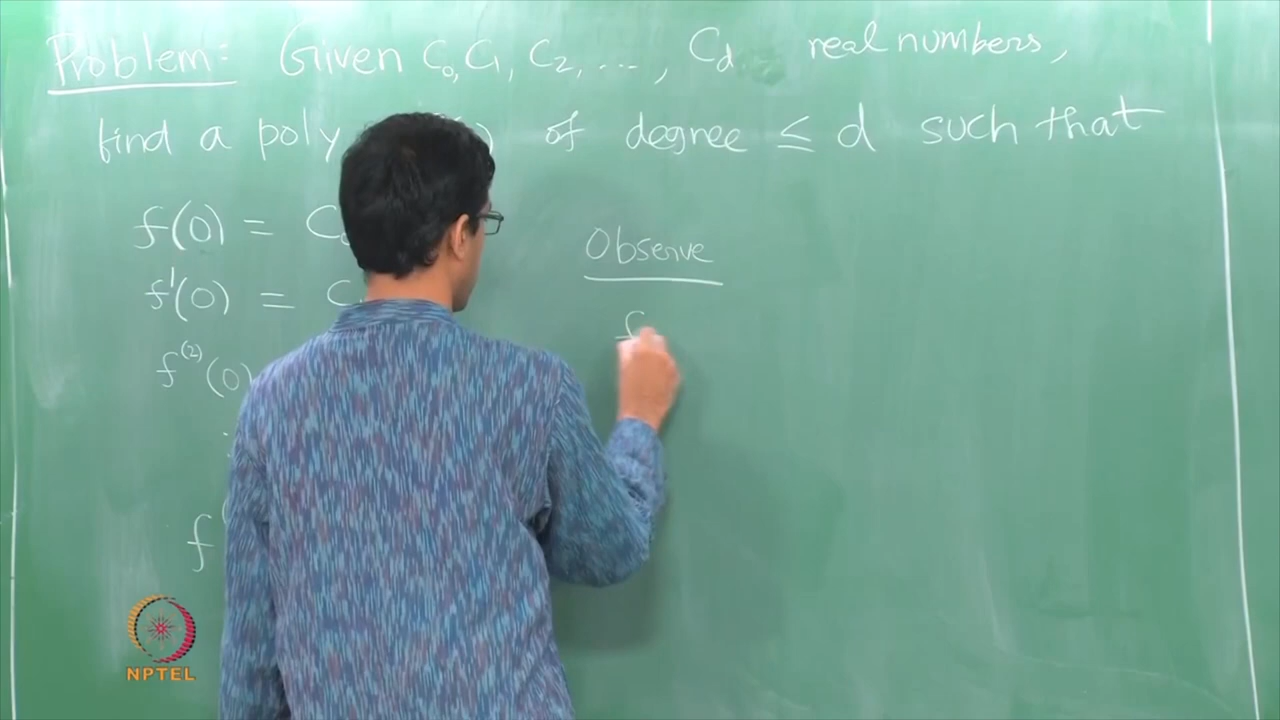 Problem: Given C₀, C₁, C₂, ..., C_d real numbers,
find a poly of degree ≤ d such that
f(0) = C
f'(0) = C
f⁽²⁾(0)
f
Observe
f
NPTEL